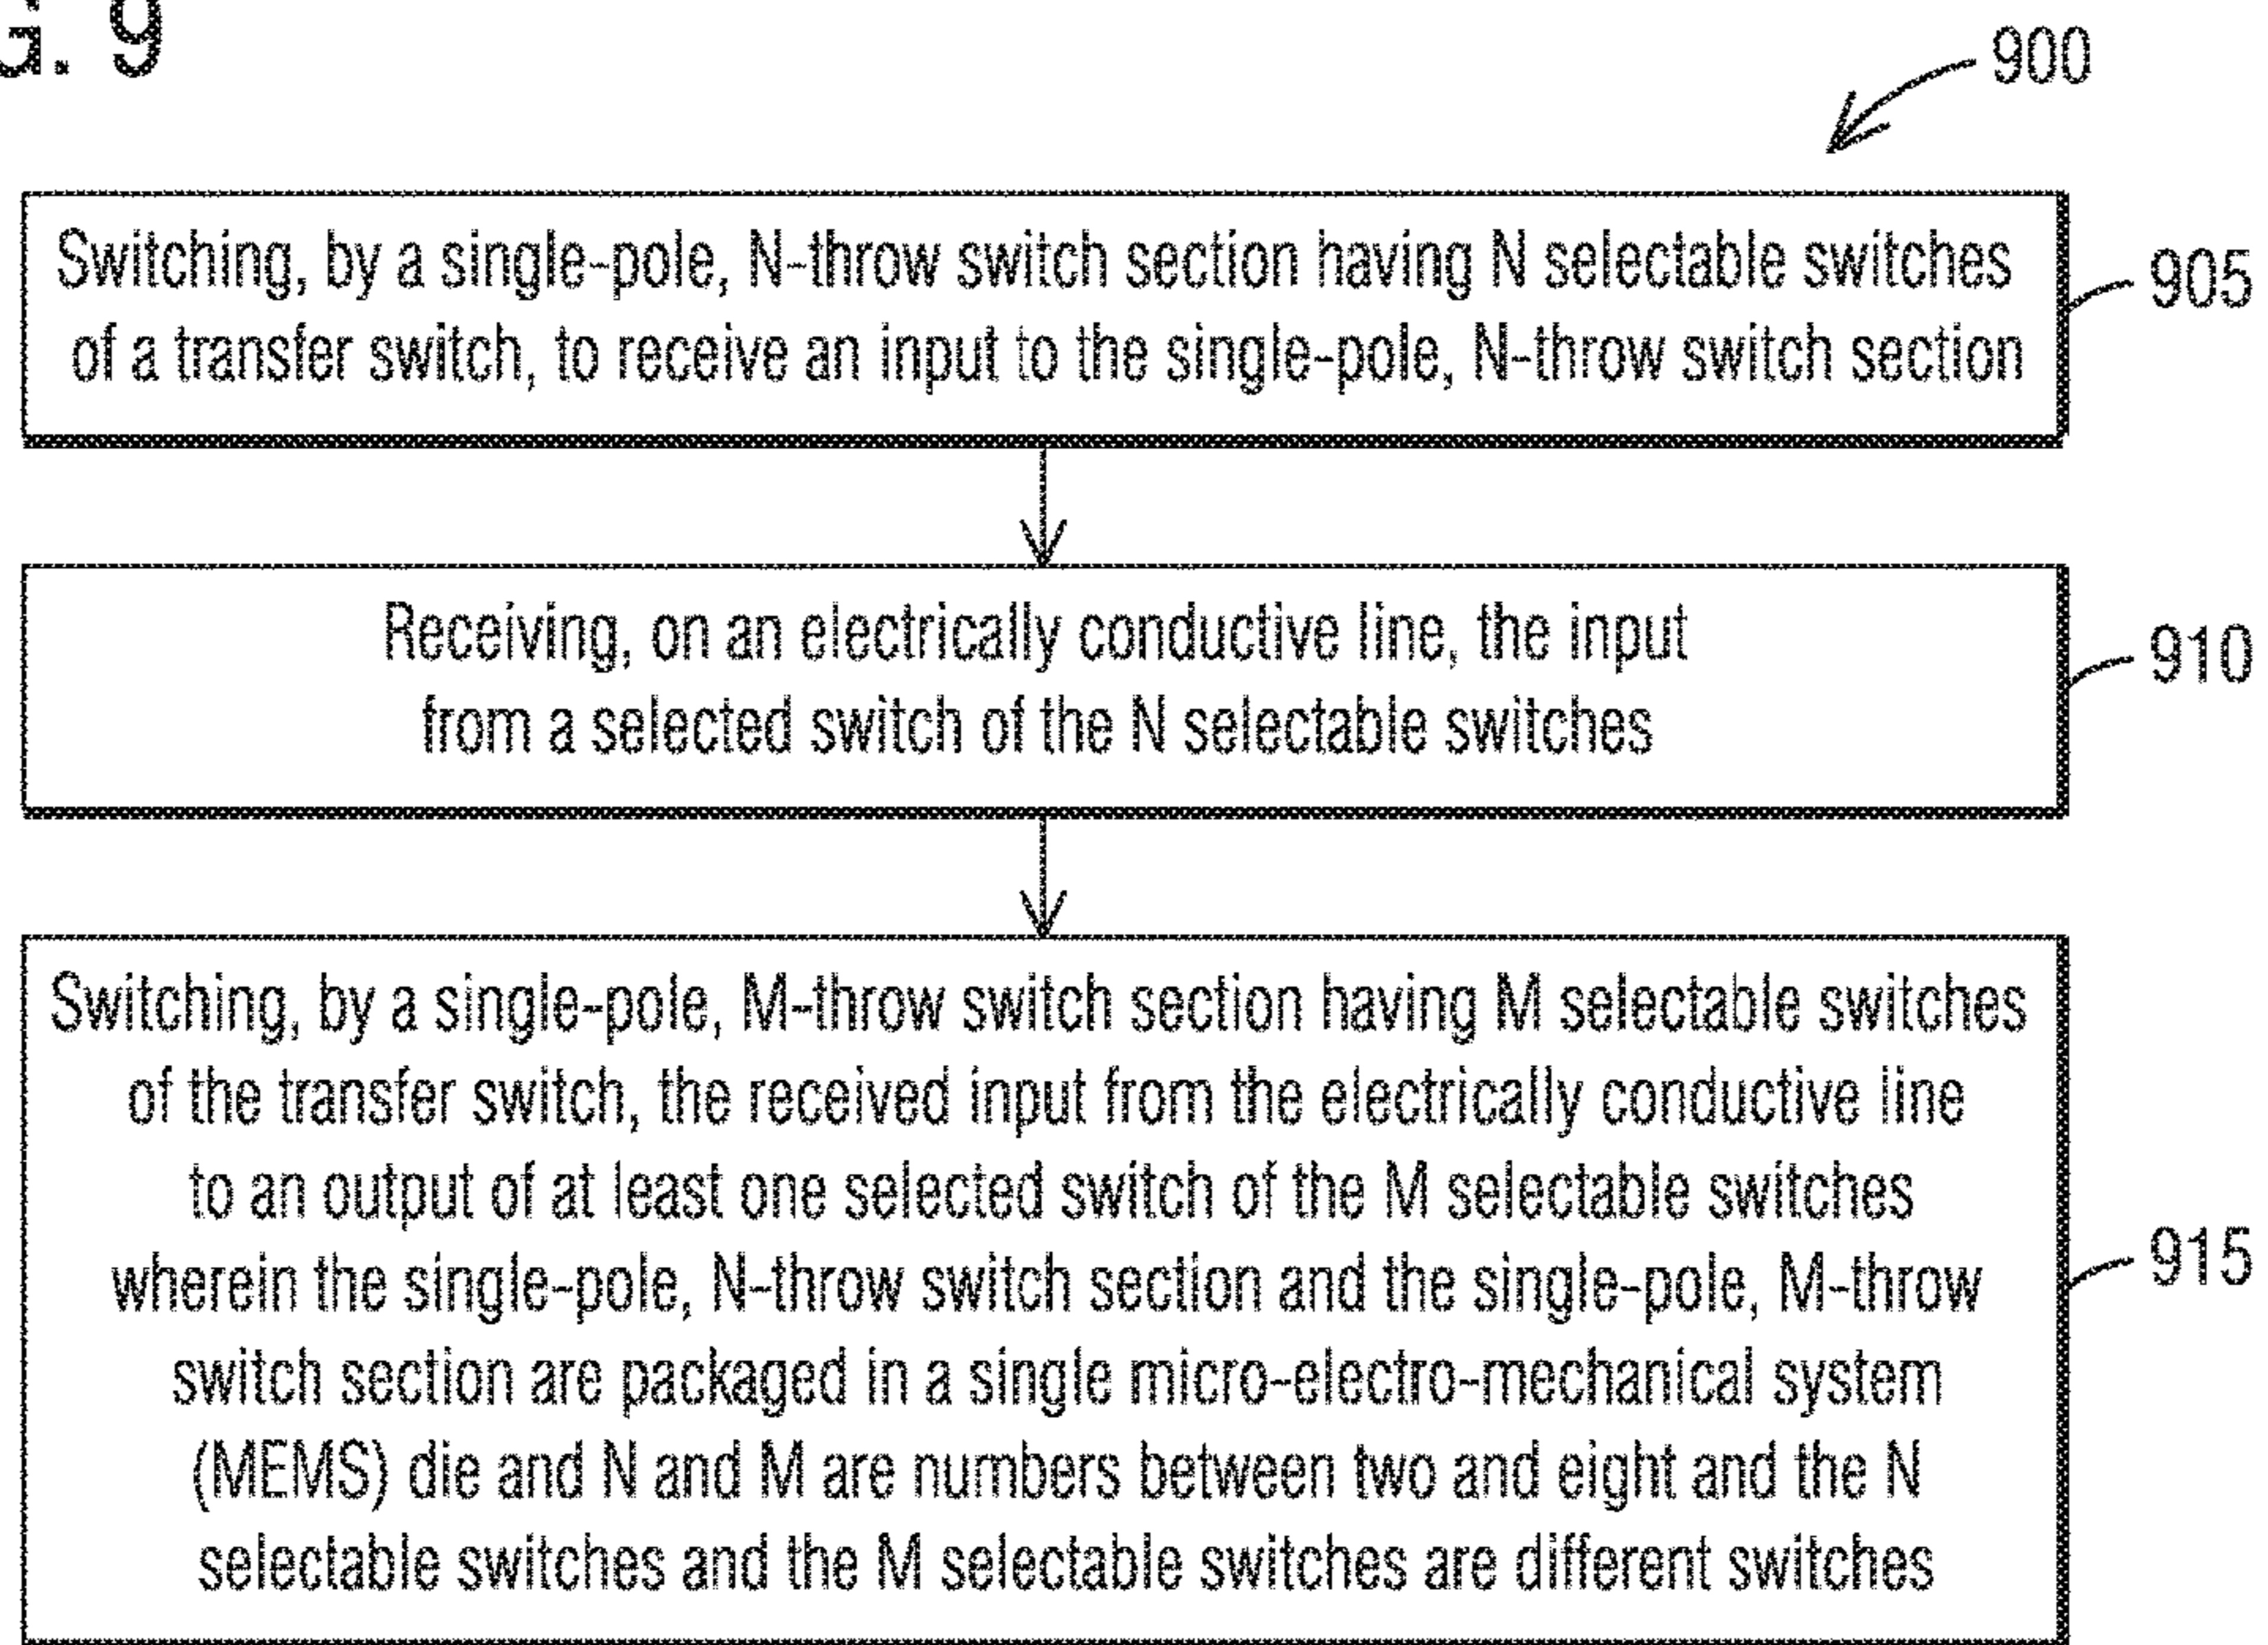 G. 9
900
Switching, by a single-pole, N-throw switch section having N selectable switches
of a transfer switch, to receive an input to the single-pole, N-throw switch section
905
Receiving, on an electrically conductive line, the input
from a selected switch of the N selectable switches
910
Switching, by a single-pole, M-throw switch section having M selectable switches
of the transfer switch, the received input from the electrically conductive line
to an output of at least one selected switch of the M selectable switches
wherein the single-pole, N-throw switch section and the single-pole, M-throw
switch section are packaged in a single micro-electro-mechanical system
(MEMS) die and N and M are numbers between two and eight and the N
selectable switches and the M selectable switches are different switches
915